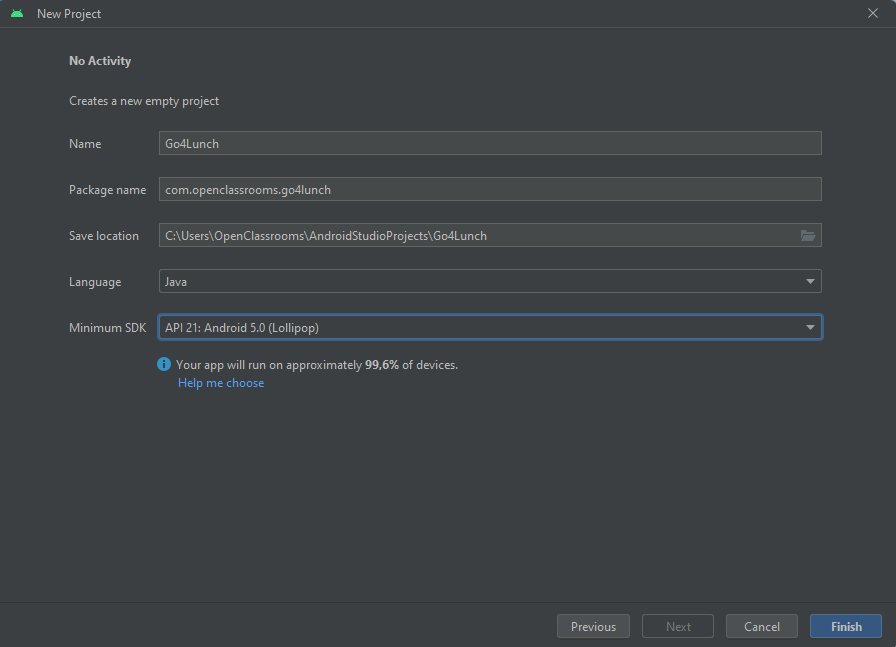 New Project
No Activity
Creates a new empty project
Name Go4Lunch
Package name com.openclassrooms.go4lunch
Save location C:\Users\OpenClassrooms\AndroidStudioProjects\Go4Lunch
Language Java
Minimum SDK API 21: Android 5.0 (Lollipop)
Your app will run on approximately 99,6% of devices.
Help me choose
Previous Next Cancel Finish